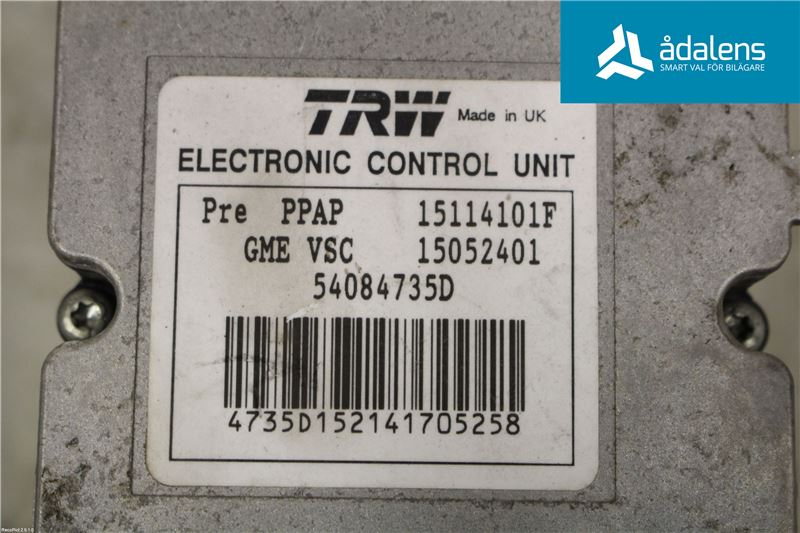 ådalens
SMART VAL FÖR BILÄGARE
TRW Made in UK
ELECTRONIC CONTROL UNIT
Pre PPAP 15114101F
GME VSC 15052401
54084735D
4735D152141705258